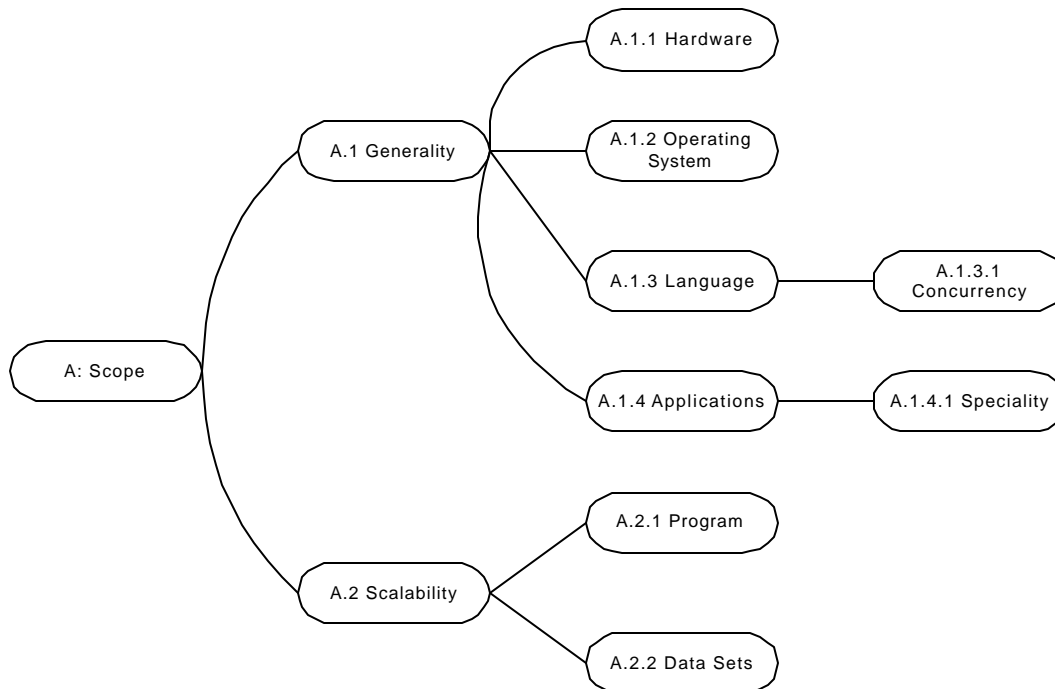 A: Scope
A.1 Generality
A.1.1 Hardware
A.1.2 Operating
System
A.1.3 Language
A.1.3.1
Concurrency
A.1.4 Applications
A.1.4.1 Speciality
A.2 Scalability
A.2.1 Program
A.2.2 Data Sets